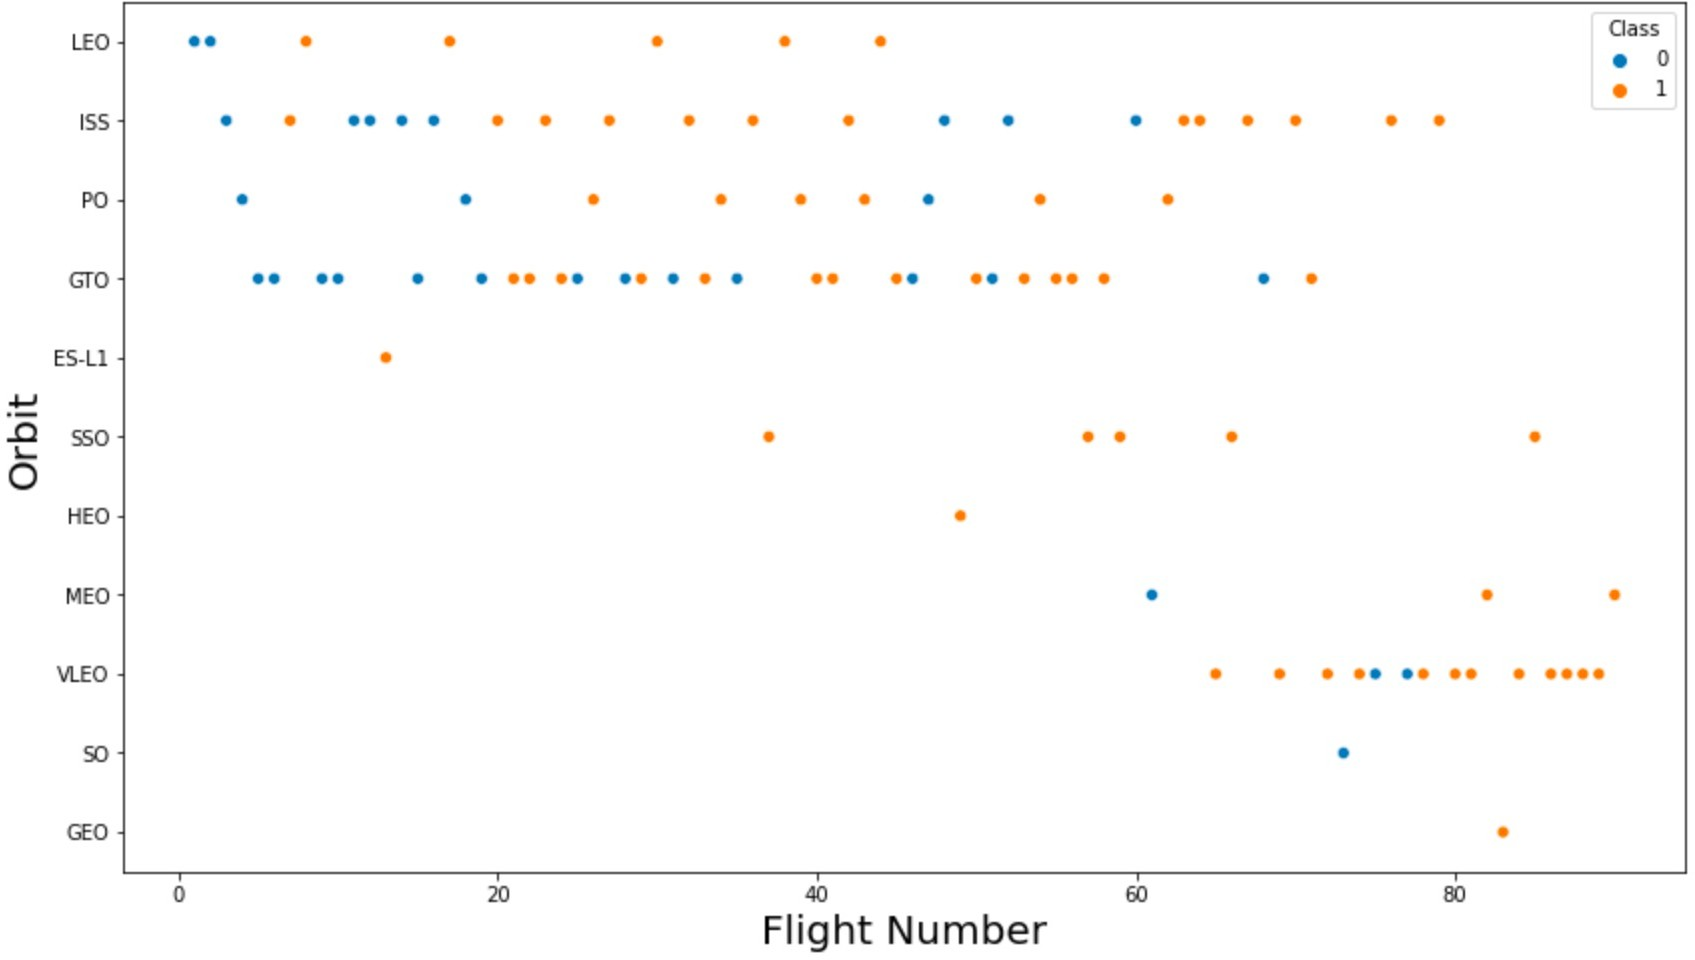 Class
0
1
LEO
ISS
PO
GTO
ES-L1
SSO
HEO
MEO
VLEO
SO
GEO
Orbit
0 20 40 60 80
Flight Number